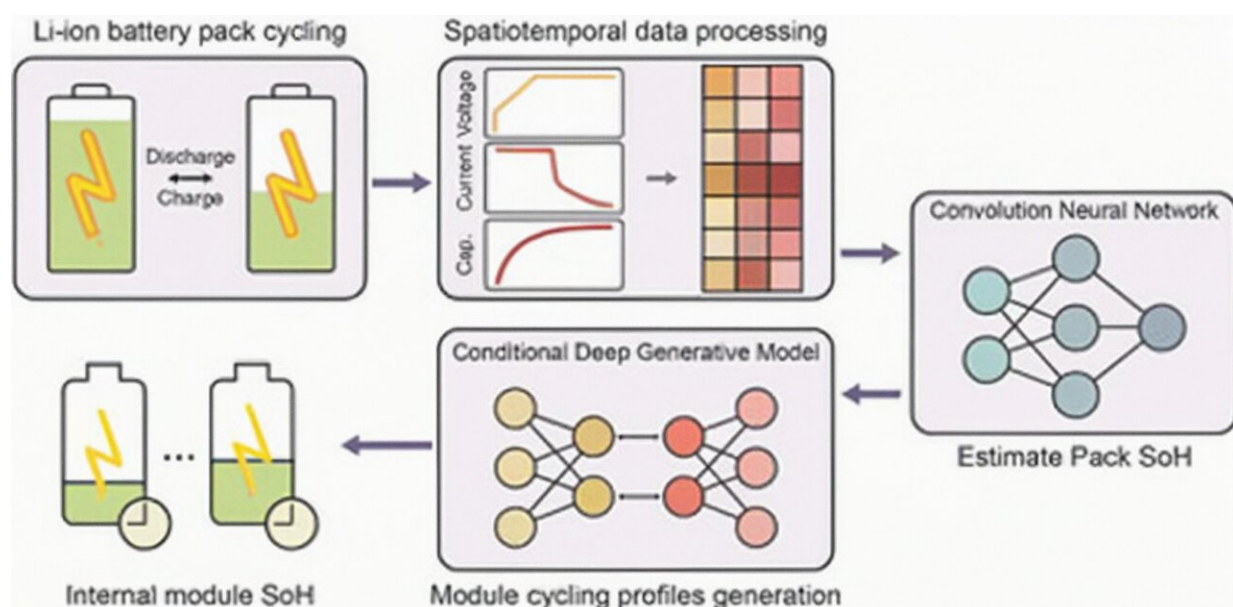 Li-ion battery pack cycling
Spatiotemporal data processing
Discharge
Charge
Voltage
Current
Cap.
Convolution Neural Network
Estimate Pack SoH
Conditional Deep Generative Model
...
Internal module SoH
Module cycling profiles generation